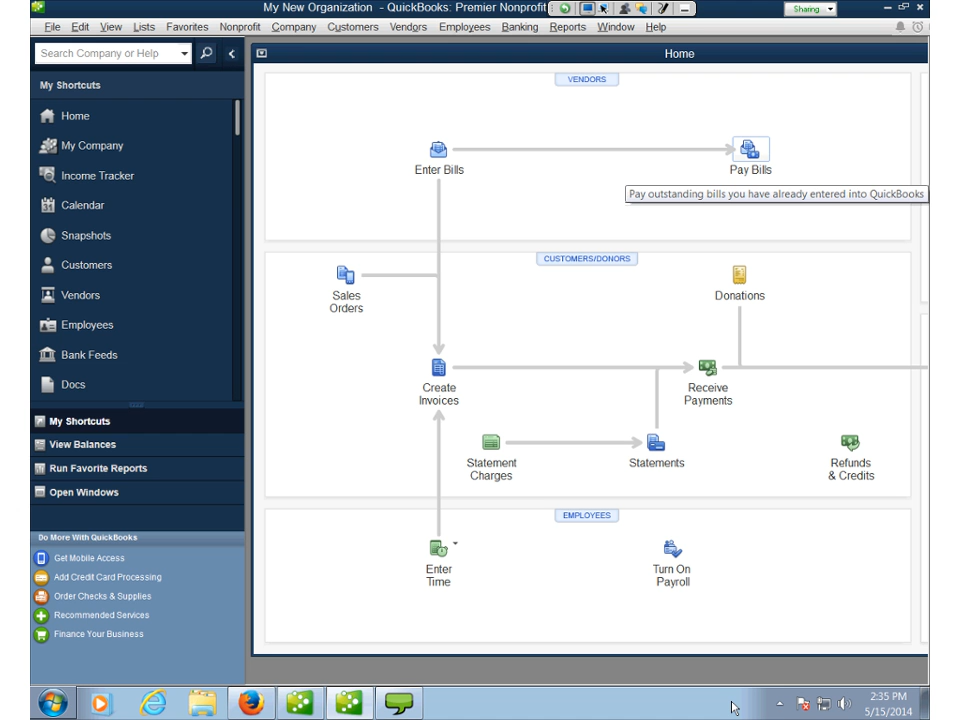 My New Organization - QuickBooks: Premier Nonprofit
Sharing
File Edit View Lists Favorites Nonprofit Company Customers Vendors Employees Banking Reports Window Help
Search Company or Help
Home
My Shortcuts
Home
My Company
Income Tracker
Calendar
Snapshots
Customers
Vendors
Employees
Bank Feeds
Docs
My Shortcuts
View Balances
Run Favorite Reports
Open Windows
Do More With QuickBooks
Get Mobile Access
Add Credit Card Processing
Order Checks & Supplies
Recommended Services
Finance Your Business
VENDORS
Enter Bills
Pay Bills
Pay outstanding bills you have already entered into QuickBooks
CUSTOMERS/DONORS
Sales
Orders
Donations
Create
Invoices
Receive
Payments
Statement
Charges
Statements
Refunds
& Credits
EMPLOYEES
Enter
Time
Turn On
Payroll
2:35 PM
5/15/2014